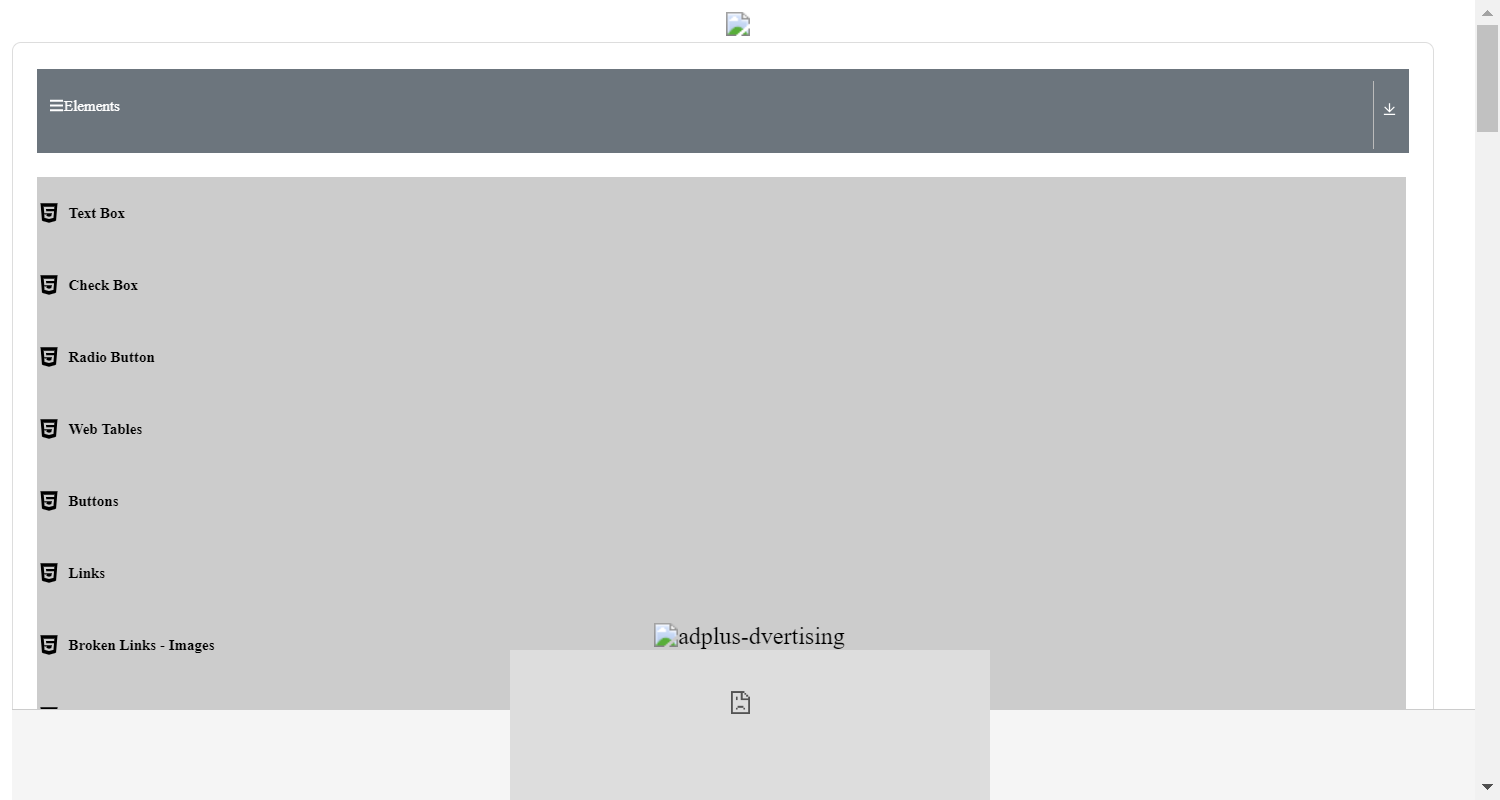 Elements
Text Box
Check Box
Radio Button
Web Tables
Buttons
Links
adplus-dvertising
Broken Links - Images